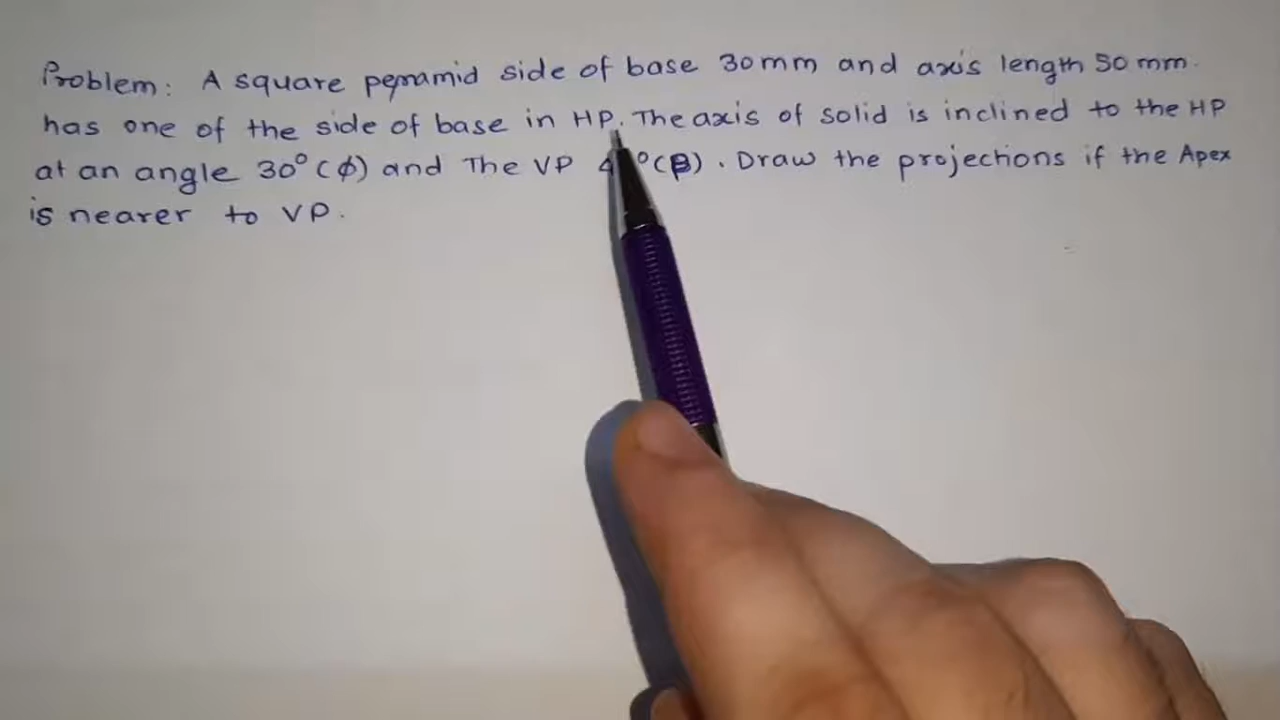 Problem: A square pyramid side of base 30mm and axis length 50mm.
has one of the side of base in HP. The axis of solid is inclined to the HP
at an angle 30° (ϕ) and The VP 4 ° (β). Draw the projections if the Apex
is nearer to VP.